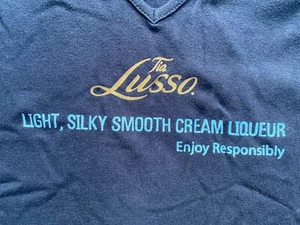 Tia
Lusso.
LIGHT, SILKY SMOOTH CREAM LIQUEUR
Enjoy Responsibly